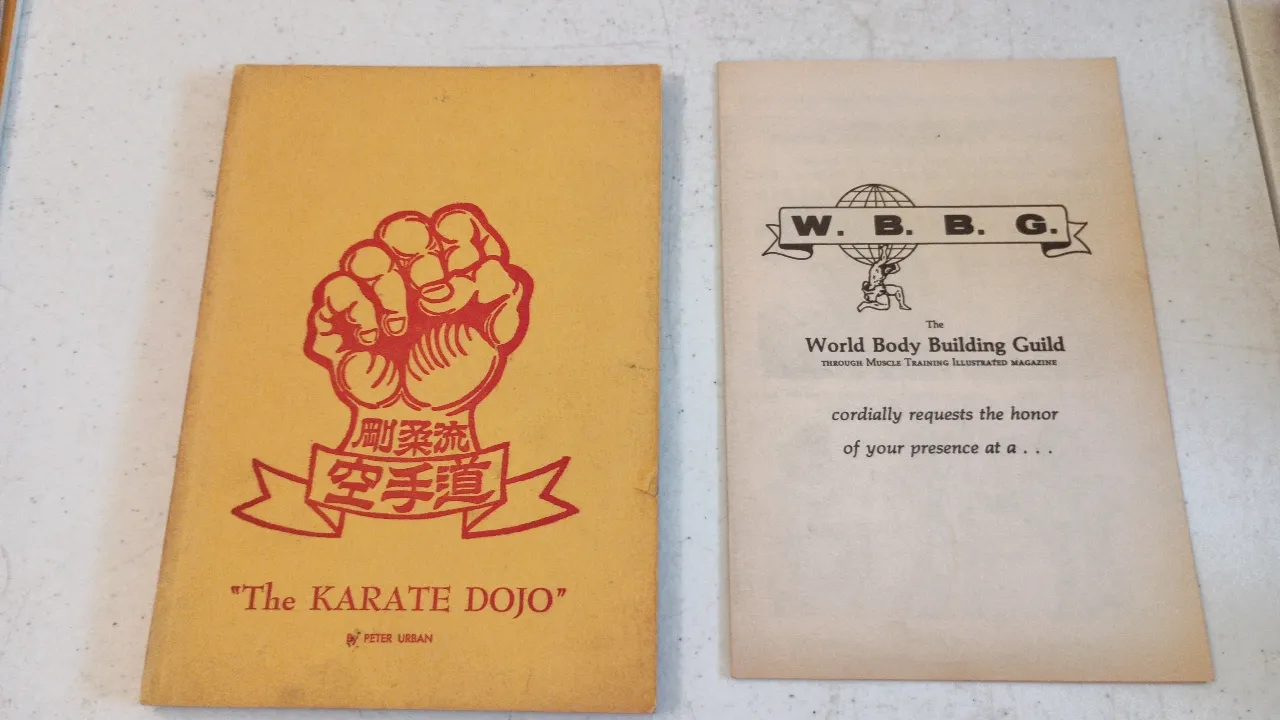 剛柔流
空手道
"The KARATE DOJO"
By PETER URBAN
W. B. B. G.
The
World Body Building Guild
THROUGH MUSCLE TRAINING ILLUSTRATED MAGAZINE
cordially requests the honor
of your presence at a . . .